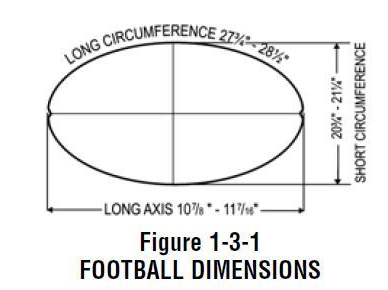 LONG CIRCUMFERENCE 27¾" - 28½"
20¾" - 21¼"
SHORT CIRCUMFERENCE
LONG AXIS 10⅞ " - 11⁷⁄₁₆"
Figure 1-3-1
FOOTBALL DIMENSIONS